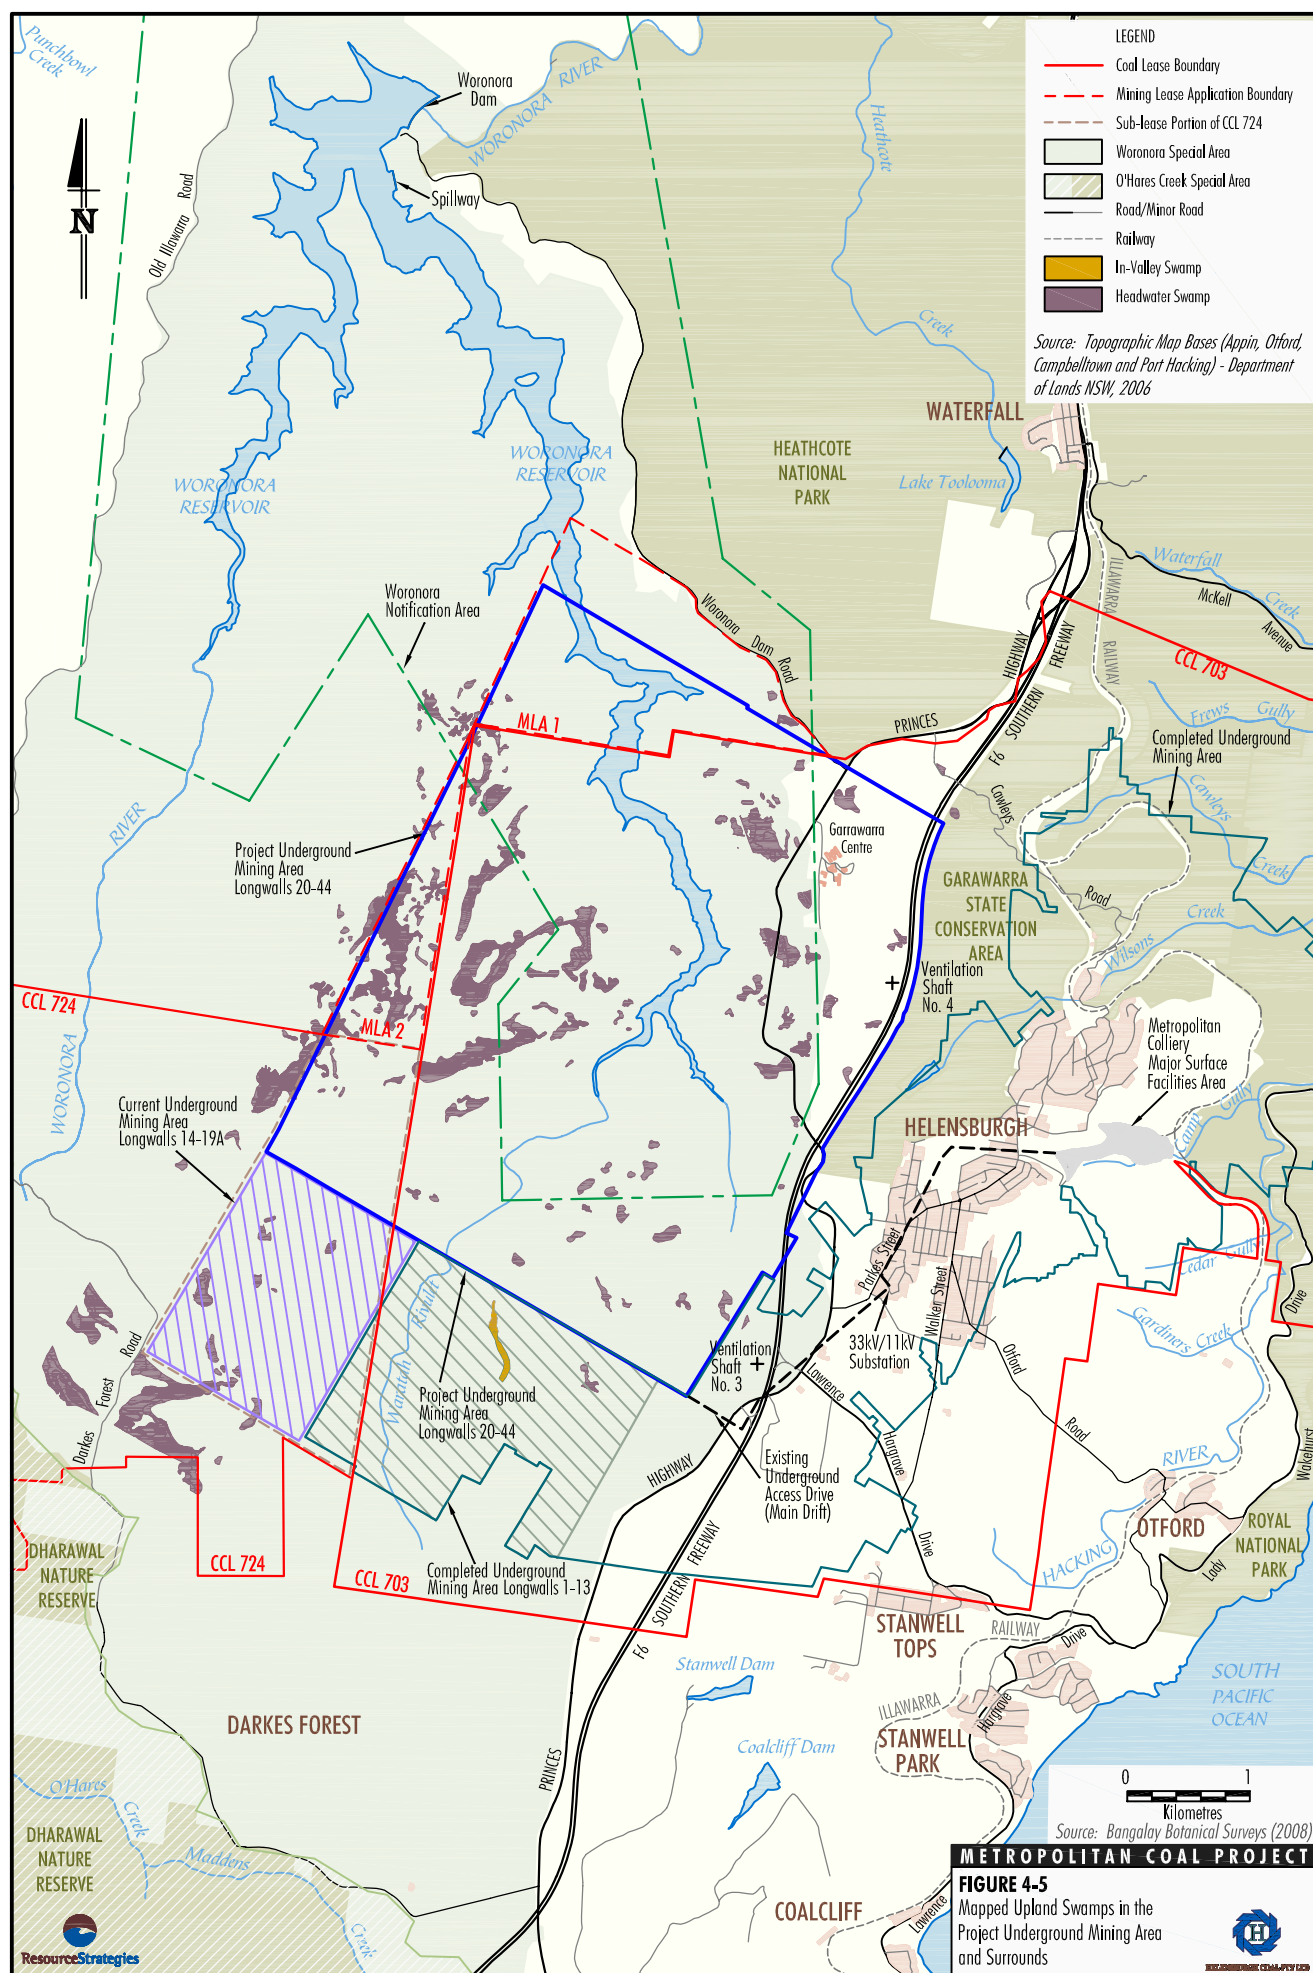 LEGEND
Coal Lease Boundary
Mining Lease Application Boundary
Sub-lease Portion of CCL 724
Woronora Special Area
O'Hares Creek Special Area
Road/Minor Road
Railway
In-Valley Swamp
Headwater Swamp
Source: Topographic Map Bases (Appin, Otford,
Campbelltown and Port Hacking) - Department
of Lands NSW, 2006
Punchbowl
Creek
Woronora
Dam
WORONORA RIVER
Heathcote
Creek
N
Old Illawarra Road
Spillway
WATERFALL
HEATHCOTE
NATIONAL
PARK
Lake Toolooma
WORONORA
RESERVOIR
WORONORA
RESERVOIR
Woronora
Notification Area
Woronora Dam Road
ILLAWARRA RAILWAY
Waterfall
Creek
McKell
Avenue
HIGHWAY
FREEWAY
CCL 703
Frews Gully
MLA 1
PRINCES
F6 SOUTHERN
Completed Underground
Mining Area
Cawleys
Cawleys
Creek
RIVER
Project Underground
Mining Area
Longwalls 20-44
Garrawarra
Centre
GARAWARRA
STATE
CONSERVATION
AREA
Road
Creek
Wilsons
Ventilation
Shaft
No. 4
CCL 724
MLA 2
WORONORA
Metropolitan
Colliery
Major Surface
Facilities Area
Current Underground
Mining Area
Longwalls 14-19A
HELENSBURGH
Camp
Gully
Parkes Street
Walker Street
Cedar Gully
Gardiners Creek
Drive
Waratah
Rivulet
Ventilation
Shaft
No. 3
33kV/11kV
Substation
Otford
Road
Lawrence
Hargrave
Drive
Darkes Forest Road
Project Underground
Mining Area
Longwalls 20-44
HIGHWAY
Existing
Underground
Access Drive
(Main Drift)
RIVER
HACKING
Wakehurst
OTFORD
Lady
ROYAL
NATIONAL
PARK
DHARAWAL
NATURE
RESERVE
CCL 724
CCL 703
Completed Underground
Mining Area Longwalls 1-13
F6 SOUTHERN FREEWAY
STANWELL
TOPS
RAILWAY
Drive
Stanwell Dam
ILLAWARRA
Hargrave
SOUTH
PACIFIC
OCEAN
DARKES FOREST
STANWELL
PARK
Coalcliff Dam
PRINCES
O'Hares
Creek
Maddens
Creek
DHARAWAL
NATURE
RESERVE
0 1
Kilometres
Source: Bangalay Botanical Surveys (2008)
COALCLIFF
Lawrence
METROPOLITAN COAL PROJECT
FIGURE 4-5
Mapped Upland Swamps in the
Project Underground Mining Area
and Surrounds
ResourceStrategies
H
HELENSBURGH COAL PTY LTD